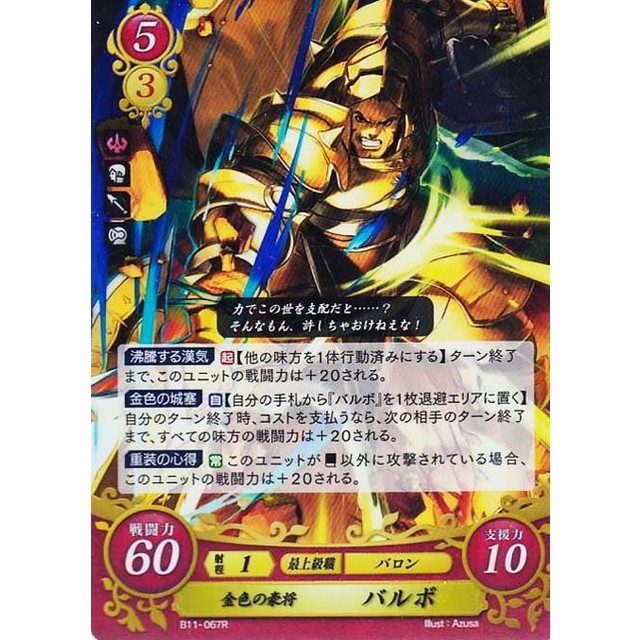 5
3
力でこの世を支配だと……？
そんなもん、許しちゃおけねえな！
沸騰する漢気 起【他の味方を1体行動済みにする】ターン終了
まで、このユニットの戦闘力は＋20される。
金色の城塞 自【自分の手札から『バルボ』を1枚退避エリアに置く】
自分のターン終了時、コストを支払うなら、次の相手のターン終了
まで、すべての味方の戦闘力は＋20される。
重装の心得 常 このユニットが 以外に攻撃されている場合、
このユニットの戦闘力は＋20される。
戦闘力 60
射程 1 最上級職 バロン
支援力 10
金色の豪将 バルボ
B11-067R
Illust : Azusa